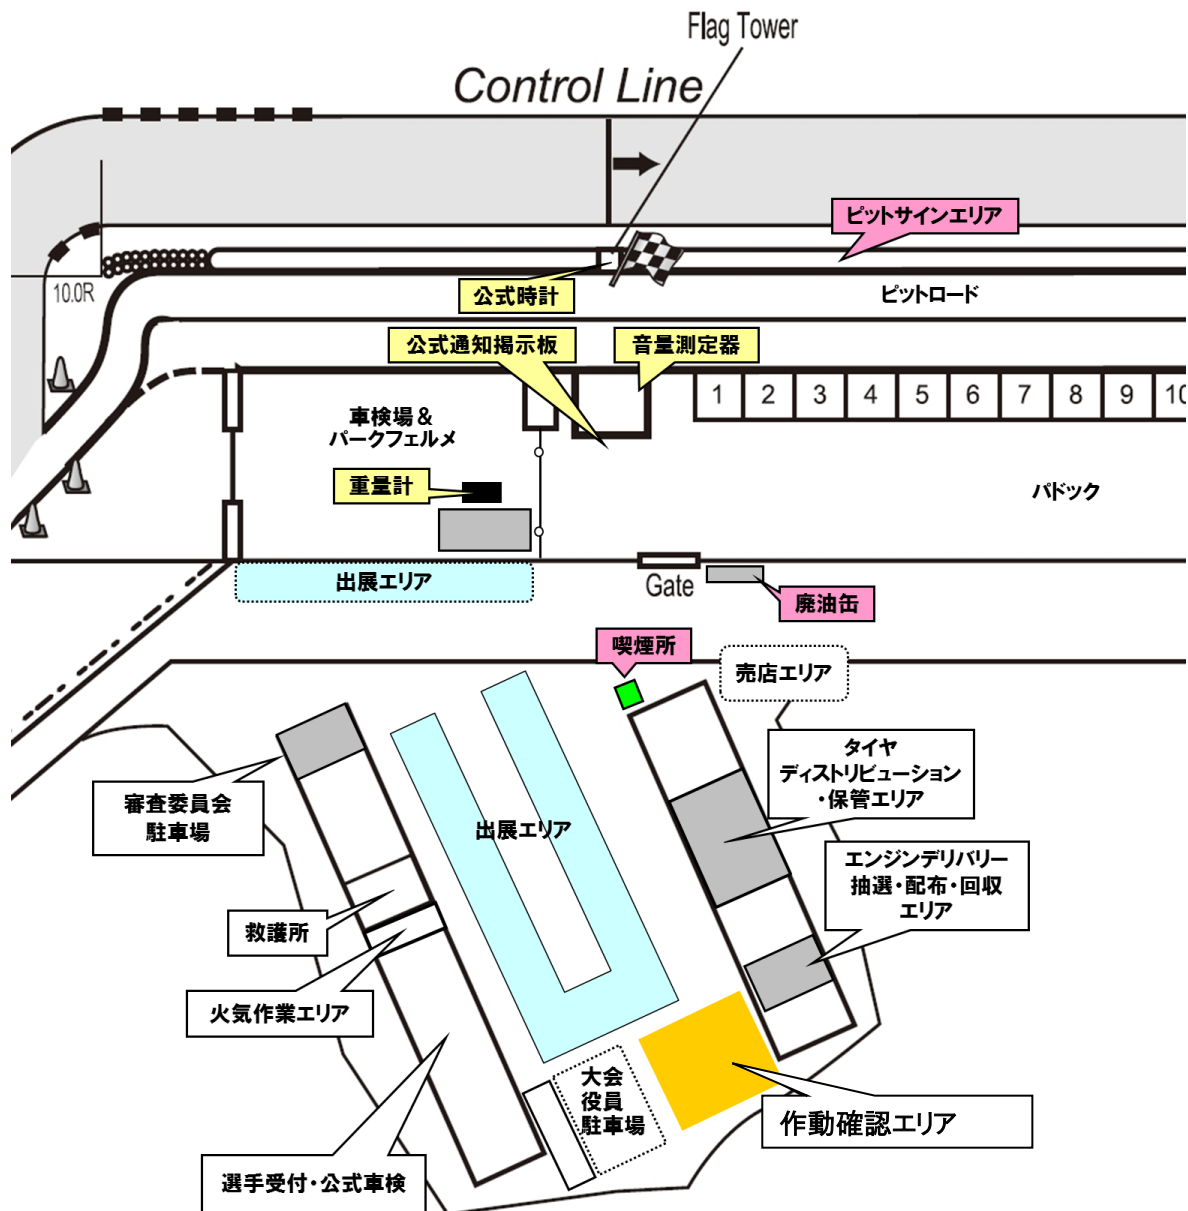 Flag Tower
Control Line
ピットサインエリア
10.0R
公式時計
ピットロード
公式通知掲示板
音量測定器
1 2 3 4 5 6 7 8 9 10
車検場&
パークフェルメ
重量計
パドック
出展エリア
Gate
廃油缶
喫煙所
売店エリア
タイヤ
ディストリビューション
・保管エリア
審査委員会
駐車場
出展エリア
エンジンデリバリー
抽選・配布・回収
エリア
救護所
火気作業エリア
大会
役員
駐車場
作動確認エリア
選手受付・公式車検